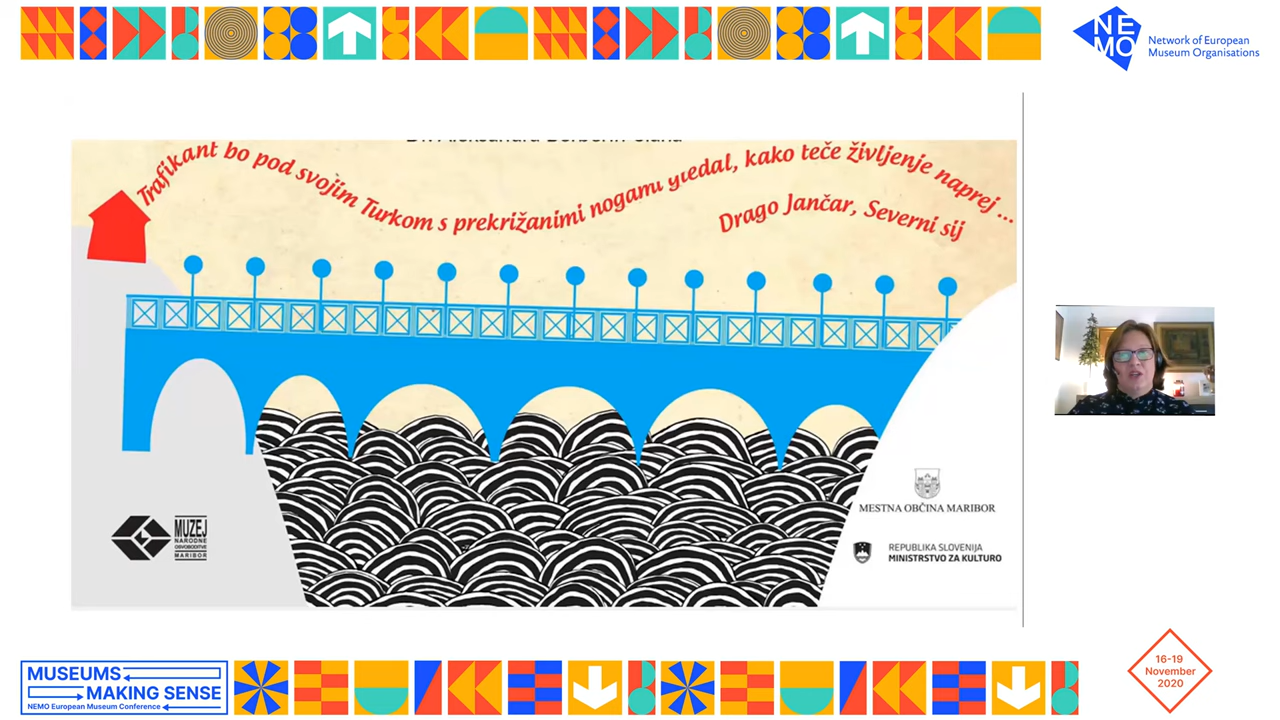 NE
MO
Network of European
Museum Organisations
Trafikant bo pod svojim Turkom s prekrižanimi nogami gledal, kako teče življenje naprej ...
Drago Jančar, Severni sij
MUZEJ
NARODNE
OSVOBODITVE
MARIBOR
MESTNA OBČINA MARIBOR
REPUBLIKA SLOVENIJA
MINISTRSTVO ZA KULTURO
MUSEUMS
MAKING SENSE
NEMO European Museum Conference
16-19
November
2020